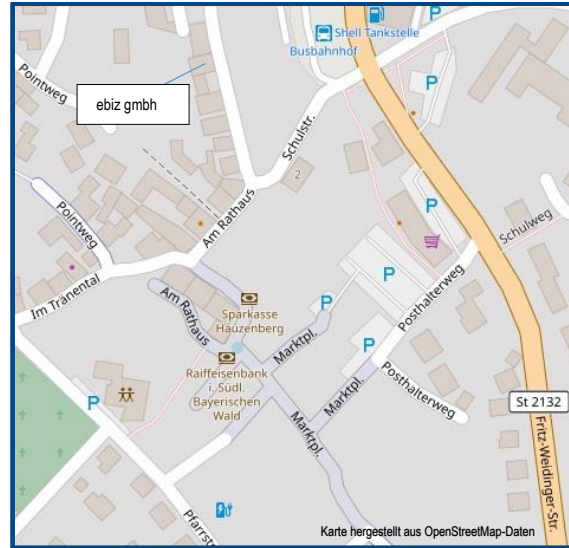 Shell Tankstelle
Busbahnhof
P
Pointweg
ebiz gmbh
Schulstr.
2
P
P
Pointweg
Am Rathaus
Schulweg
P
Im Tränental
Am Rathaus
Sparkasse
Hauzenberg
P
Marktpl.
Posthalterweg
P
Raiffeisenbank
i. Südl.
Bayerischen
Wald
Marktpl.
Posthalterweg
P
Marktpl.
St 2132
Fritz-Weidinger-Str.
Pfarrst
Karte hergestellt aus OpenStreetMap-Daten